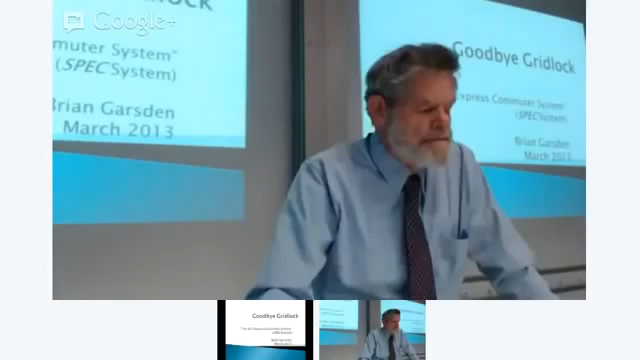 Google+
muter System"
(SPEC System)
Brian Garsden
March 2013
Goodbye Gridlock
Express Commuter System"
(SPEC System)
Brian Garsden
March 2013
Goodbye Gridlock